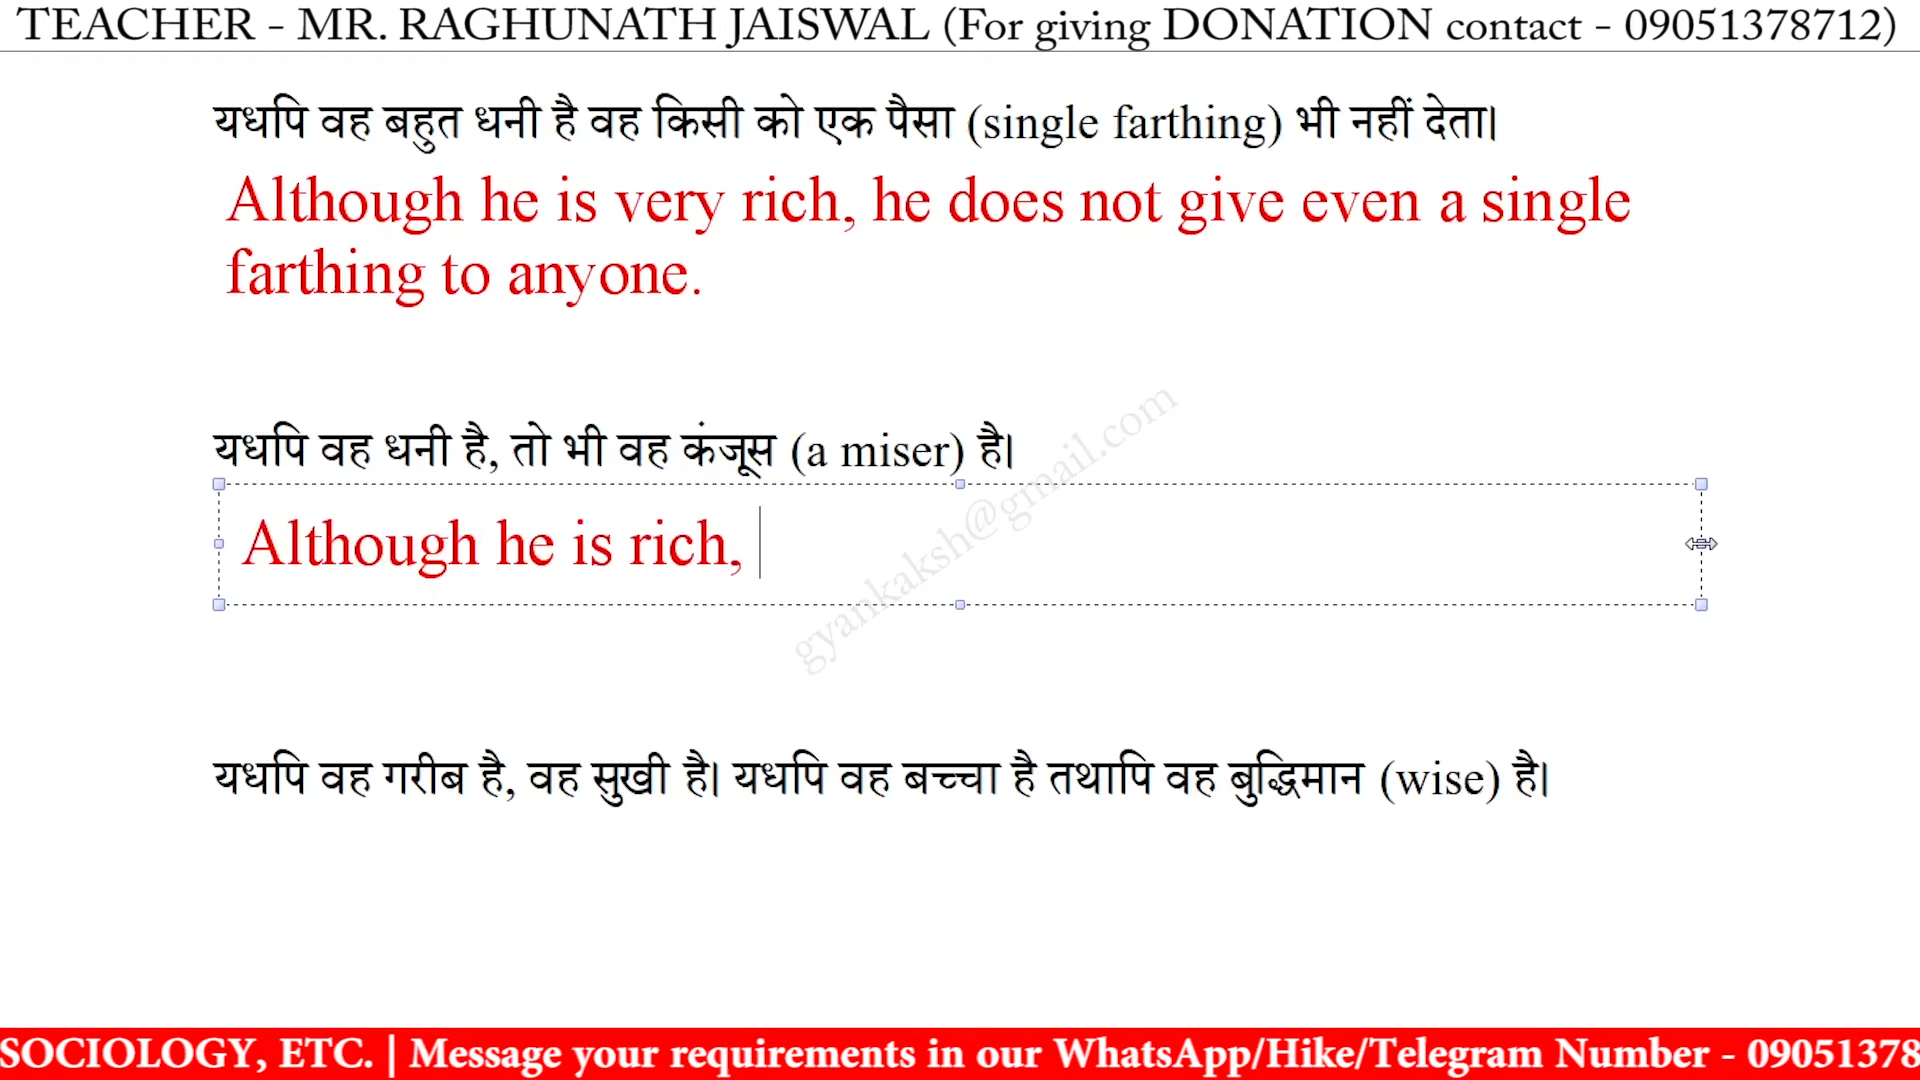 TEACHER - MR. RAGHUNATH JAISWAL (For giving DONATION contact - 09051378712)
यधपि वह बहुत धनी है वह किसी को एक पैसा (single farthing) भी नहीं देता।
Although he is very rich, he does not give even a single
farthing to anyone.
यधपि वह धनी है, तो भी वह कंजूस (a miser) है।
Although he is rich,
gyankaksh@gmail.com
यधपि वह गरीब है, वह सुखी है। यधपि वह बच्चा है तथापि वह बुद्धिमान (wise) है।
SOCIOLOGY, ETC. | Message your requirements in our WhatsApp/Hike/Telegram Number - 09051378